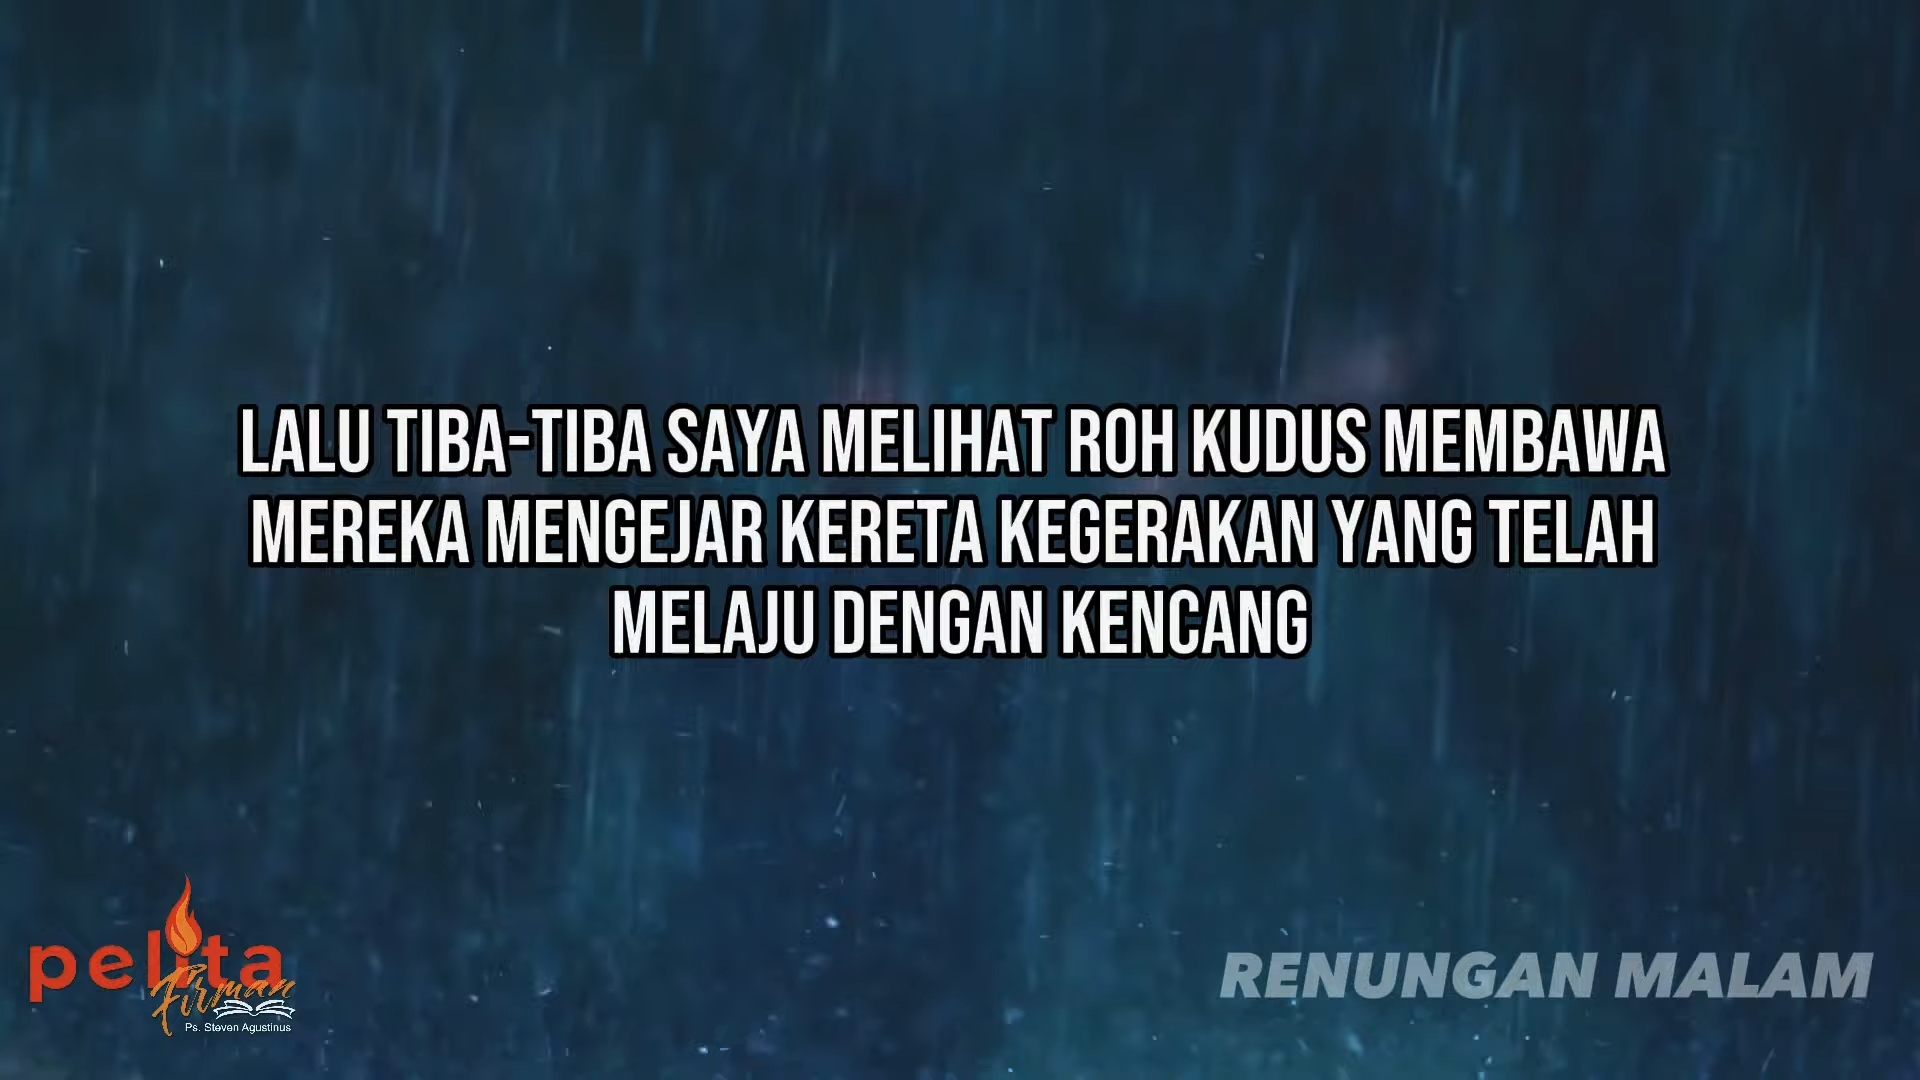 LALU TIBA-TIBA SAYA MELIHAT ROH KUDUS MEMBAWA
MEREKA MENGEJAR KERETA KEGERAKAN YANG TELAH
MELAJU DENGAN KENCANG
pelita
Firman
Ps. Steven Agustinus
RENUNGAN MALAM